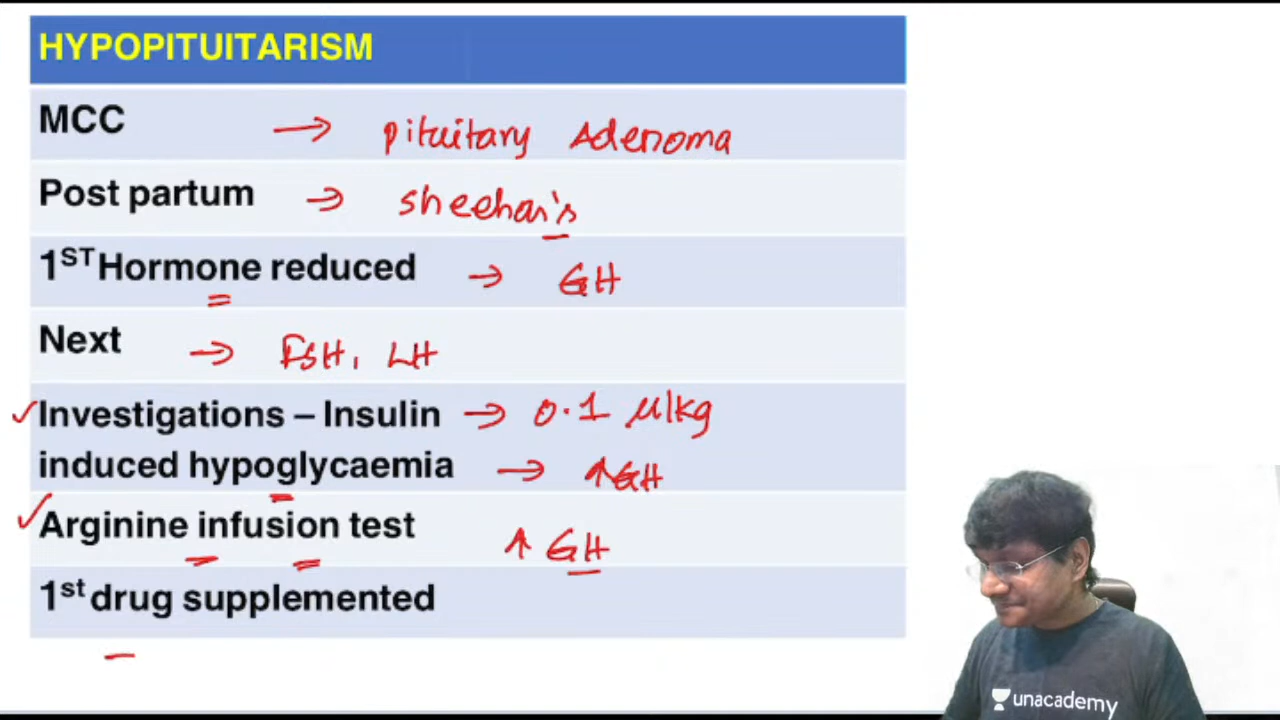 HYPOPITUITARISM
MCC → pituitary Adenoma
Post partum → sheehan's
1ST Hormone reduced → GH
Next → FSH, LH
✓Investigations – Insulin → 0.1 u/kg
induced hypoglycaemia → ↑GH
✓Arginine infusion test ↑ GH
1st drug supplemented
unacademy